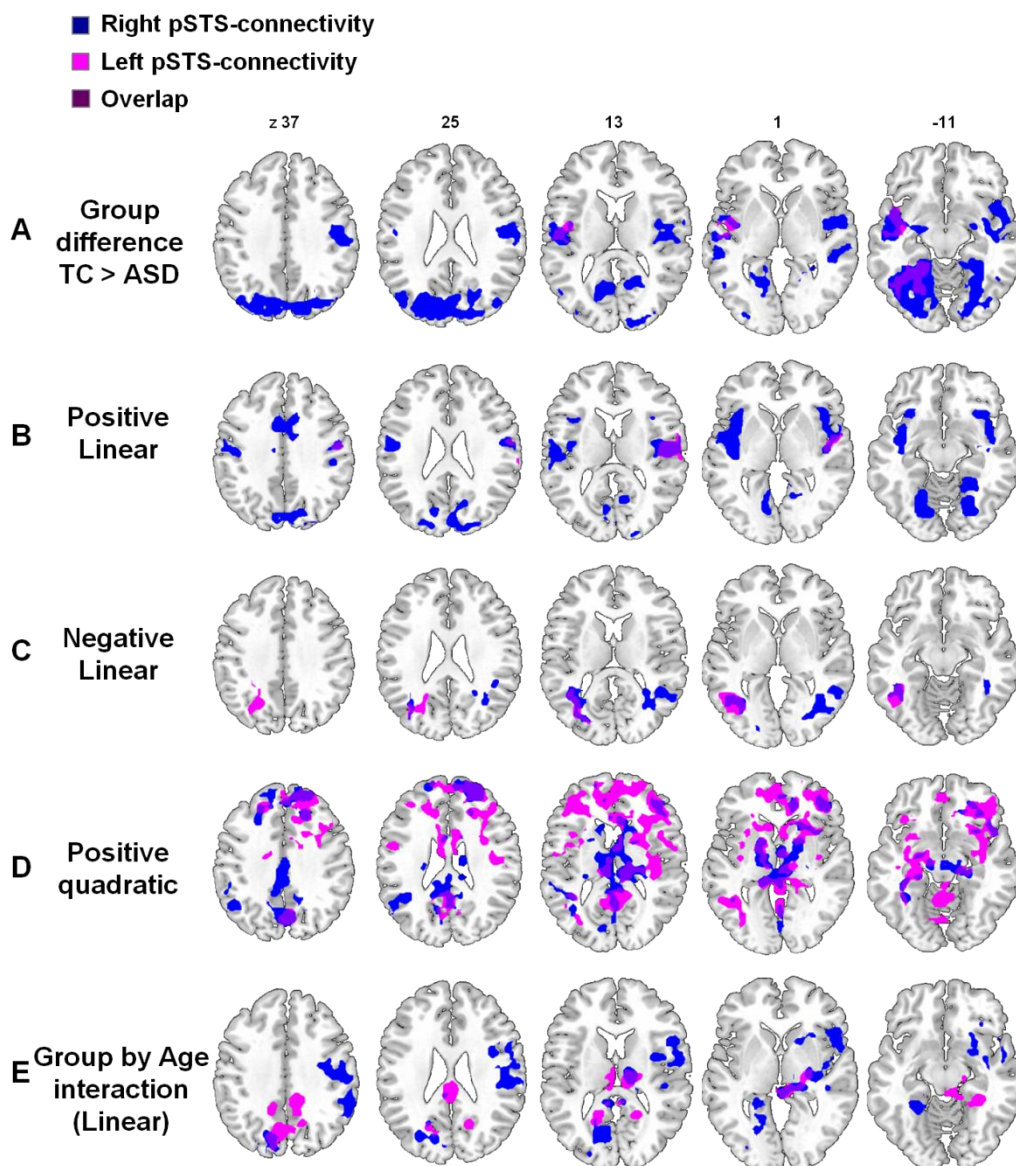 Right pSTS-connectivity
Left pSTS-connectivity
Overlap
z 37 25 13 1 -11
A Group
difference
TC > ASD
B Positive
Linear
C Negative
Linear
D Positive
quadratic
E Group by Age
interaction
(Linear)